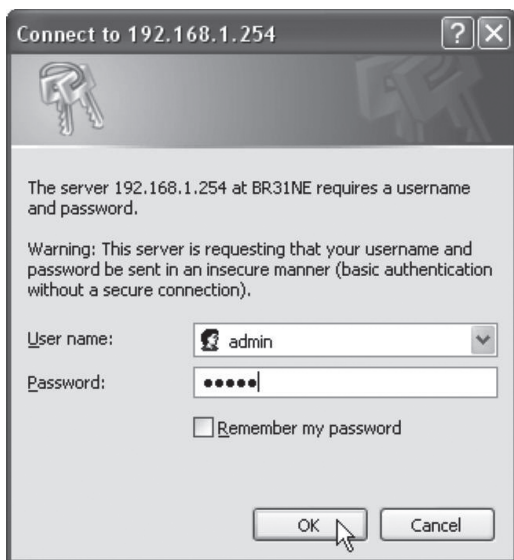 Connect to 192.168.1.254
The server 192.168.1.254 at BR31NE requires a username
and password.
Warning: This server is requesting that your username and
password be sent in an insecure manner (basic authentication
without a secure connection).
User name:
admin
Password:
•••••
Remember my password
OK
Cancel